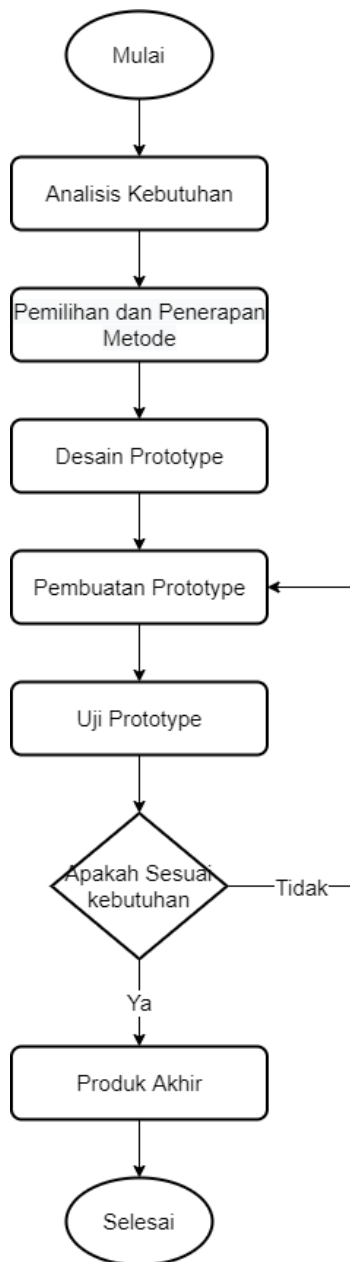 Mulai
Analisis Kebutuhan
Pemilihan dan Penerapan
Metode
Desain Prototype
Pembuatan Prototype
Uji Prototype
Apakah Sesuai
kebutuhan
Tidak
Ya
Produk Akhir
Selesai